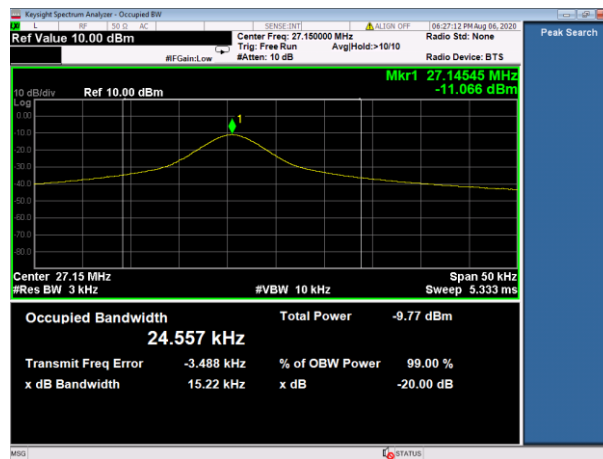 Keysight Spectrum Analyzer - Occupied BW
L RF 50 Ω AC SENSE:INT ALIGN OFF 06:27:12 PM Aug 06, 2020
Ref Value 10.00 dBm Center Freq: 27.150000 MHz Radio Std: None
Trig: Free Run Avg|Hold:>10/10
#IFGain:Low #Atten: 10 dB Radio Device: BTS
Peak Search
Mkr1 27.14545 MHz
10 dB/div Ref 10.00 dBm -11.066 dBm
Log
0.00
-10.0
-20.0
-30.0
-40.0
-50.0
-60.0
-70.0
-80.0
1
Center 27.15 MHz Span 50 kHz
#Res BW 3 kHz #VBW 10 kHz Sweep 5.333 ms
Occupied Bandwidth Total Power -9.77 dBm
24.557 kHz
Transmit Freq Error -3.488 kHz % of OBW Power 99.00 %
x dB Bandwidth 15.22 kHz x dB -20.00 dB
MSG STATUS